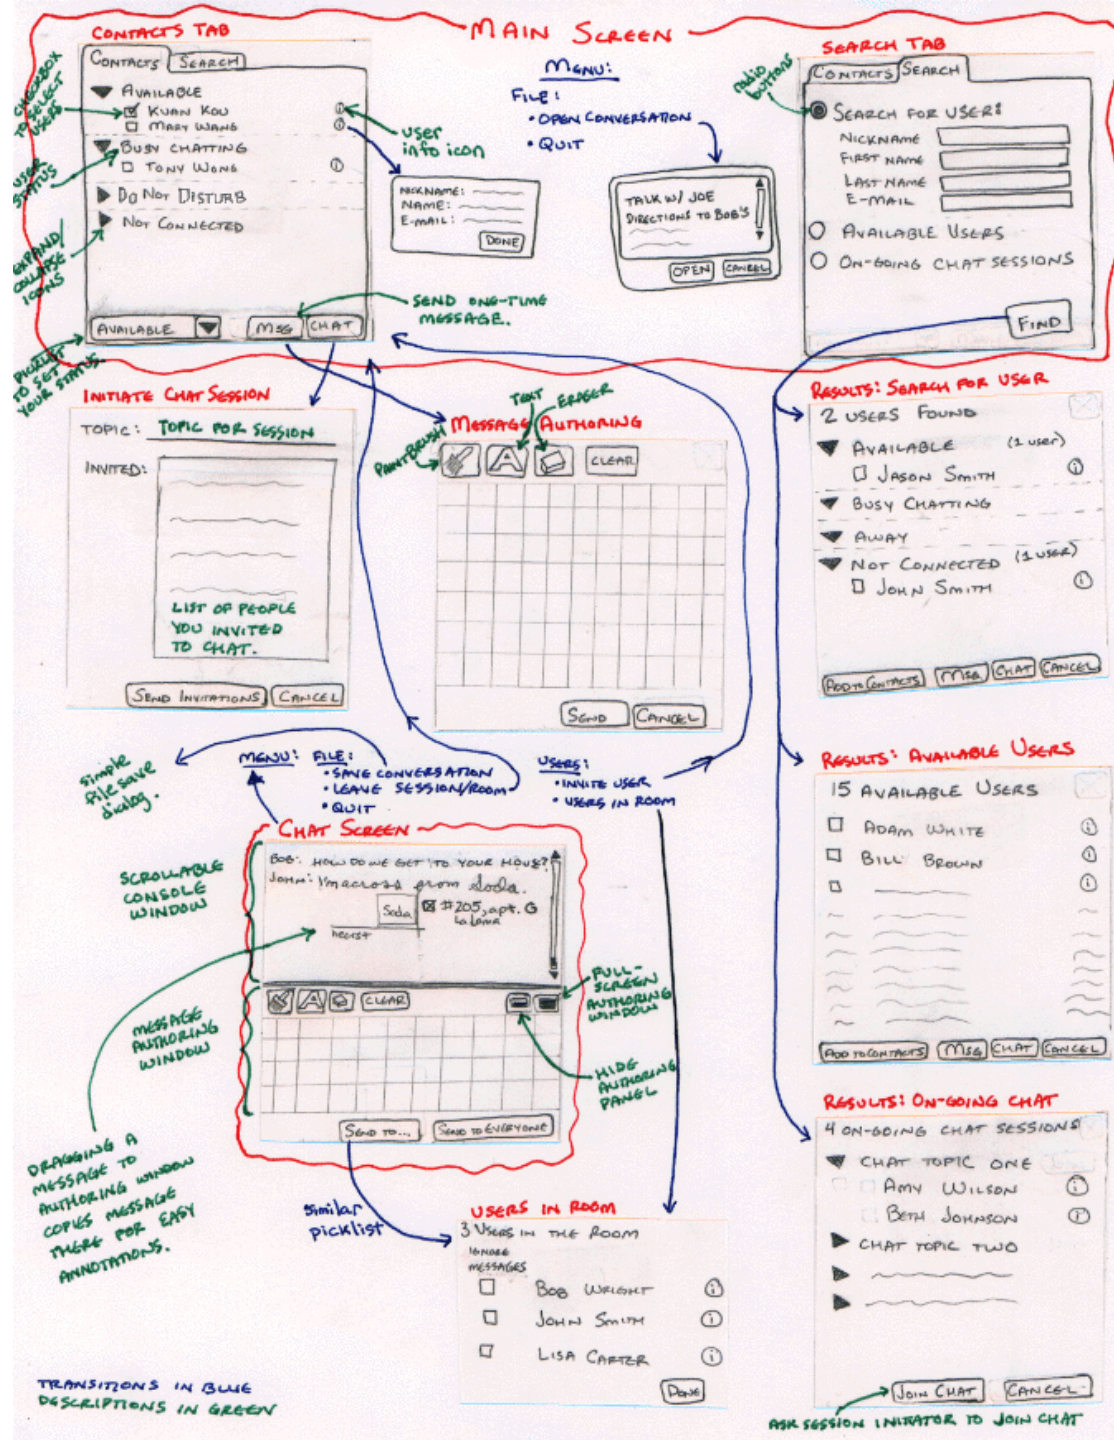 MAIN SCREEN
CONTACTS TAB
CONTACTS SEARCH
AVAILABLE
KUAN KOU
MARY WANG
BUSY CHATTING
TONY WONG
DO NOT DISTURB
NOT CONNECTED
AVAILABLE MSG CHAT
CHECKBOX TO SELECT USERS
USER STATUS
EXPAND/
COLLAPSE
ICONS
PICKLIST
TO SET
YOUR STATUS.
user
info icon
SEND ONE-TIME
MESSAGE.
MENU:
FILE:
• OPEN CONVERSATION
• QUIT
NICKNAME:
NAME:
E-MAIL:
DONE
TALK W/ JOE
DIRECTIONS TO BOB'S
OPEN CANCEL
SEARCH TAB
radio
buttons
CONTACTS SEARCH
SEARCH FOR USER:
NICKNAME
FIRST NAME
LAST NAME
E-MAIL
AVAILABLE USERS
ON-GOING CHAT SESSIONS
FIND
INITIATE CHAT SESSION
TOPIC: TOPIC FOR SESSION
INVITED:
LIST OF PEOPLE
YOU INVITED
TO CHAT.
SEND INVITATIONS CANCEL
MESSAGE AUTHORING
PAINTBRUSH
TEXT
ERASER
A CLEAR
SEND CANCEL
RESULTS: SEARCH FOR USER
2 USERS FOUND
AVAILABLE (1 user)
JASON SMITH
BUSY CHATTING
AWAY
NOT CONNECTED (1 USER)
JOHN SMITH
ADD TO CONTACTS MSG CHAT CANCEL
simple
file save
dialog.
MENU: FILE:
• SAVE CONVERSATION
• LEAVE SESSION/ROOM
• QUIT
USERS:
• INVITE USER
• USERS IN ROOM
CHAT SCREEN
BOB: HOW DO WE GET TO YOUR HOUSE?
JOHN: I'm across from Soda.
Soda #205, apt. G
La Loma
hearst
A CLEAR
SEND TO... SEND TO EVERYONE
SCROLLABLE
CONSOLE
WINDOW
MESSAGE
AUTHORING
WINDOW
FULL-
SCREEN
AUTHORING
WINDOW
HIDE
AUTHORING
PANEL
DRAGGING A
MESSAGE TO
AUTHORING WINDOW
COPIES MESSAGE
THERE FOR EASY
ANNOTATIONS.
RESULTS: AVAILABLE USERS
15 AVAILABLE USERS
ADAM WHITE
BILL BROWN
ADD TO CONTACTS MSG CHAT CANCEL
similar
picklist
USERS IN ROOM
3 USERS IN THE ROOM
IGNORE
MESSAGES
BOB WRIGHT
JOHN SMITH
LISA CARTER
DONE
RESULTS: ON-GOING CHAT
4 ON-GOING CHAT SESSIONS
CHAT TOPIC ONE
AMY WILSON
BETH JOHNSON
CHAT TOPIC TWO
JOIN CHAT CANCEL
ASK SESSION INITIATOR TO JOIN CHAT
TRANSITIONS IN BLUE
DESCRIPTIONS IN GREEN